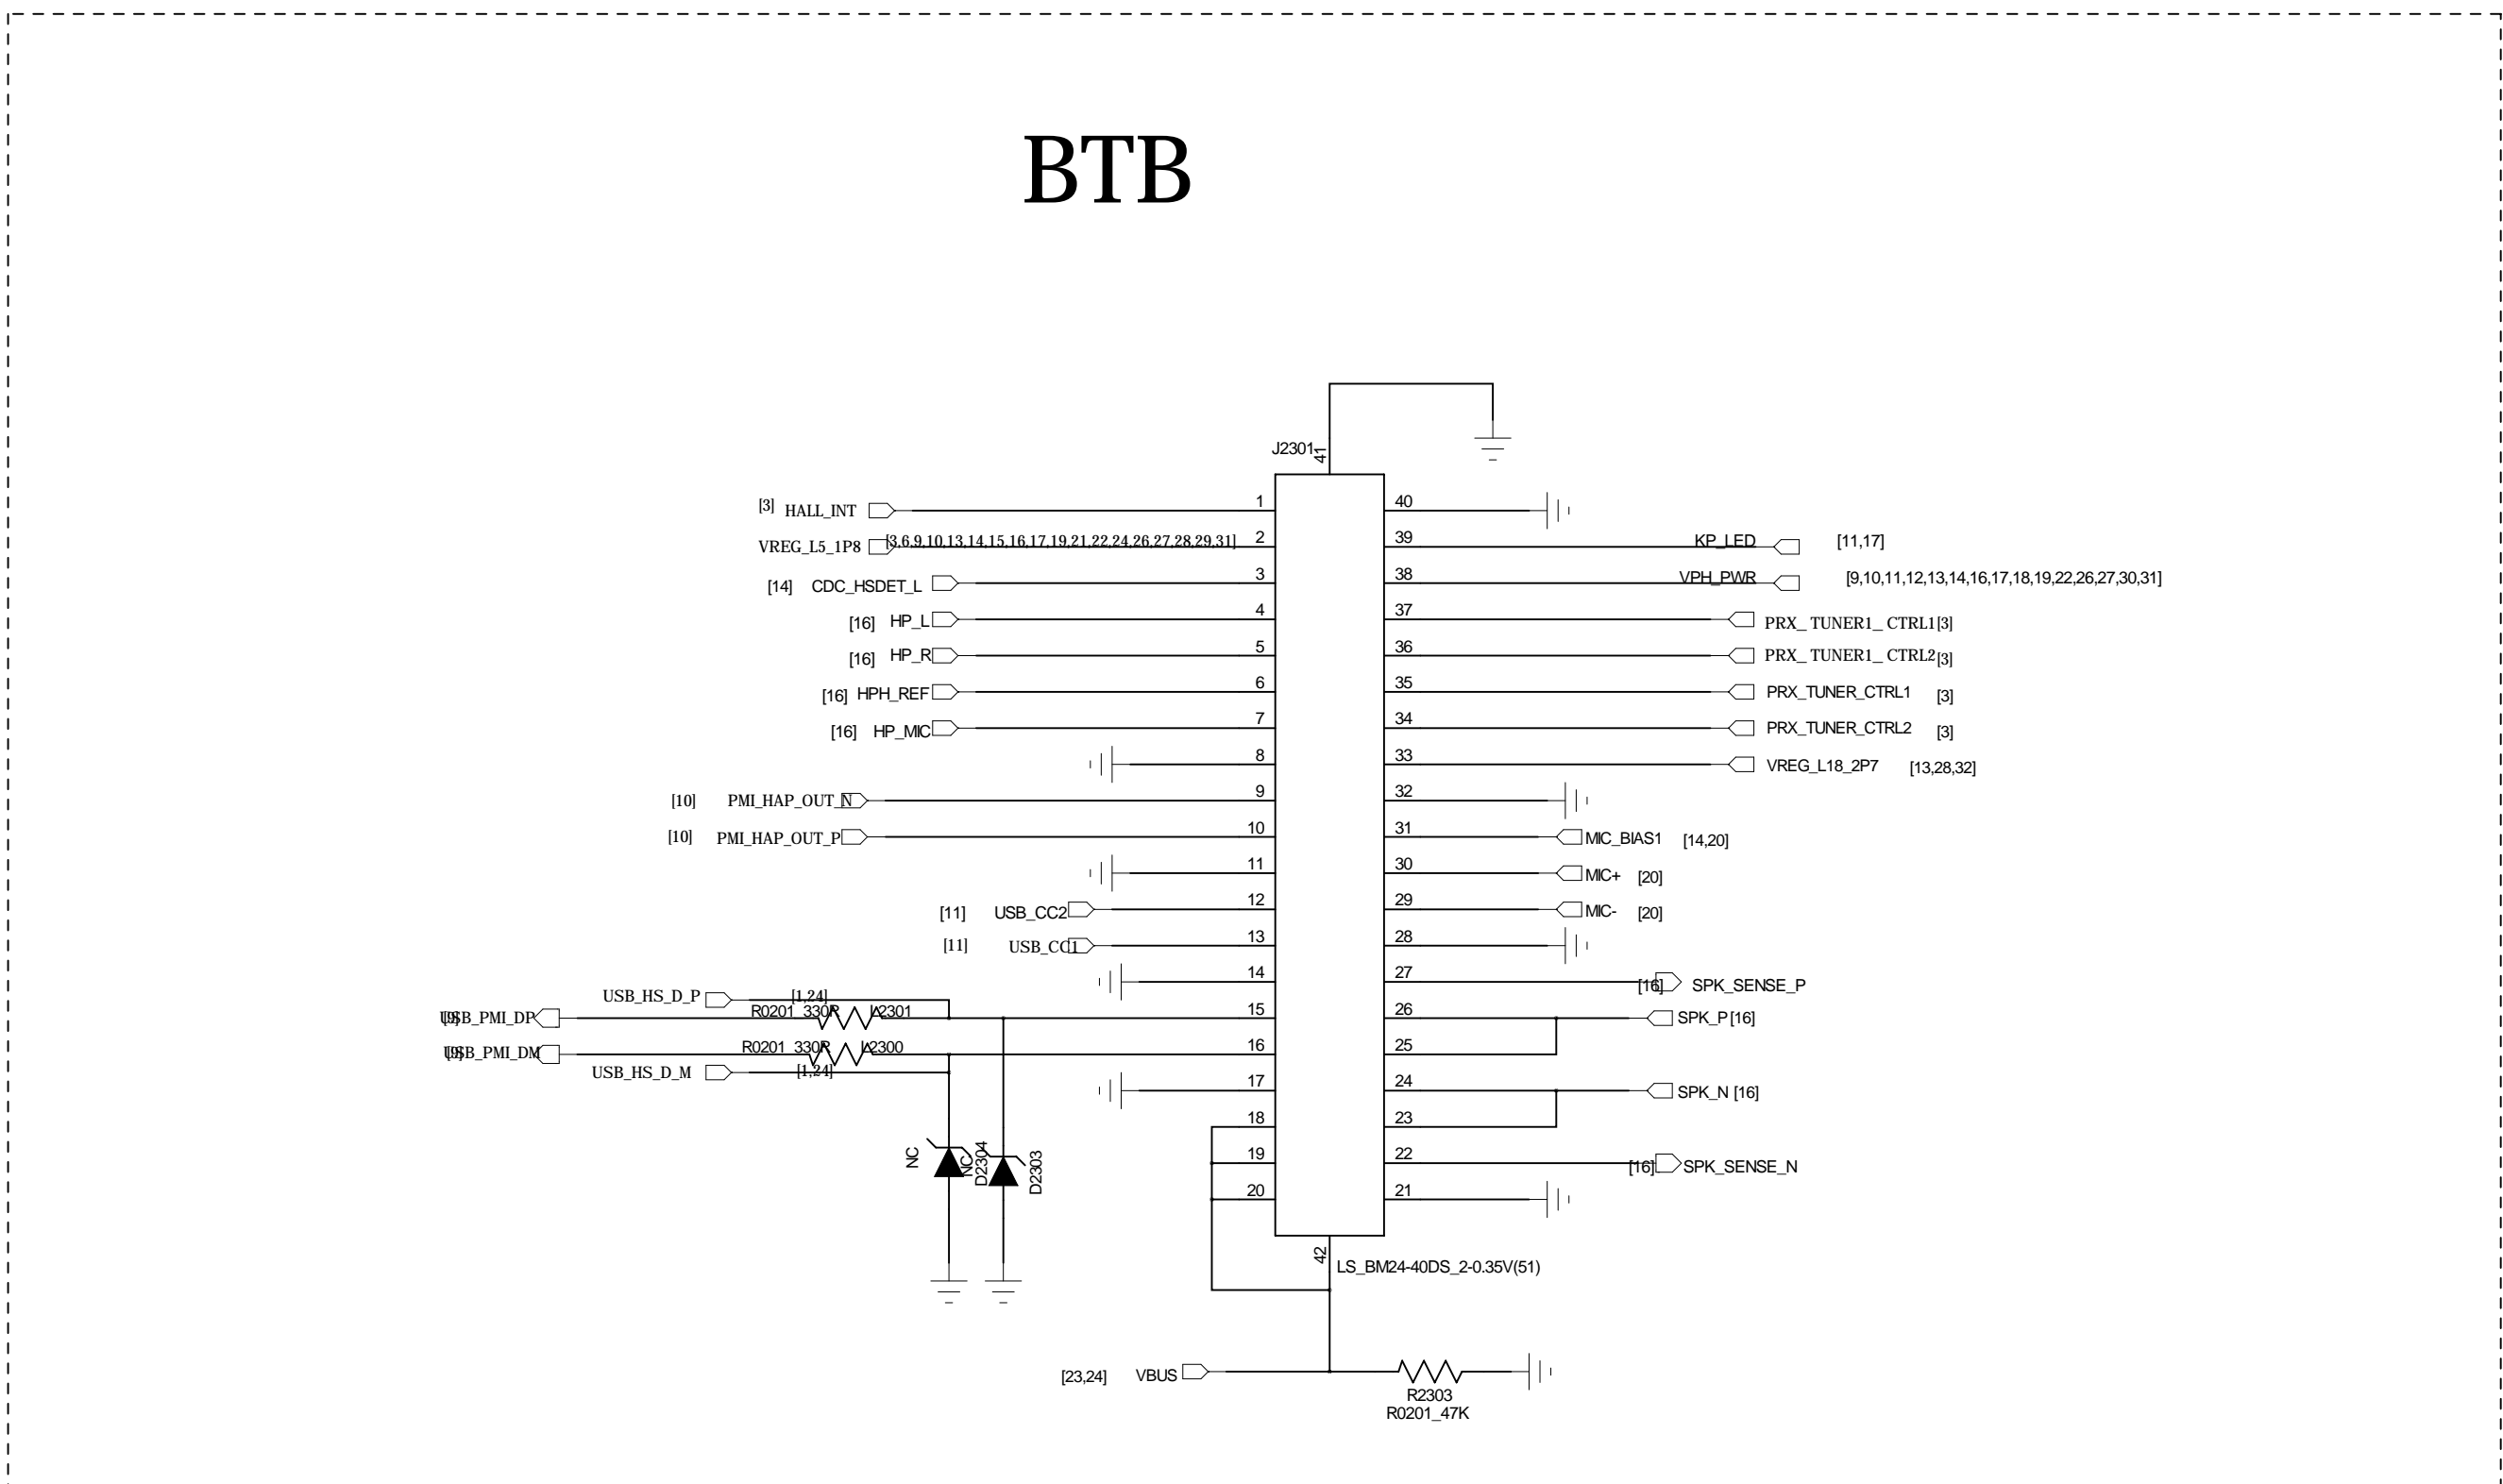 BTB
J2301
41
[3] HALL_INT 1 40
VREG_L5_1P8 [3,6,9,10,13,14,15,16,17,19,21,22,24,26,27,28,29,31] 2 39 KP_LED [11,17]
[14] CDC_HSDET_L 3 38 VPH_PWR [9,10,11,12,13,14,16,17,18,19,22,26,27,30,31]
[16] HP_L 4 37 PRX_ TUNER1_ CTRL1[3]
[16] HP_R 5 36 PRX_ TUNER1_ CTRL2[3]
[16] HPH_REF 6 35 PRX_TUNER_CTRL1 [3]
[16] HP_MIC 7 34 PRX_TUNER_CTRL2 [3]
8 33 VREG_L18_2P7 [13,28,32]
[10] PMI_HAP_OUT_N 9 32
[10] PMI_HAP_OUT_P 10 31 MIC_BIAS1 [14,20]
11 30 MIC+ [20]
[11] USB_CC2 12 29 MIC- [20]
[11] USB_CC1 13 28
14 27 [16] SPK_SENSE_P
USB_HS_D_P [1,24]
R0201_330R L2301
USB_PMI_DP 15 26 SPK_P[16]
R0201_330R L2300
USB_PMI_DM 16 25
USB_HS_D_M [1,24]
17 24 SPK_N [16]
18 23
NC NC D2304 D2303
19 22 [16] SPK_SENSE_N
20 21
42
LS_BM24-40DS_2-0.35V(51)
[23,24] VBUS
R2303
R0201_47K